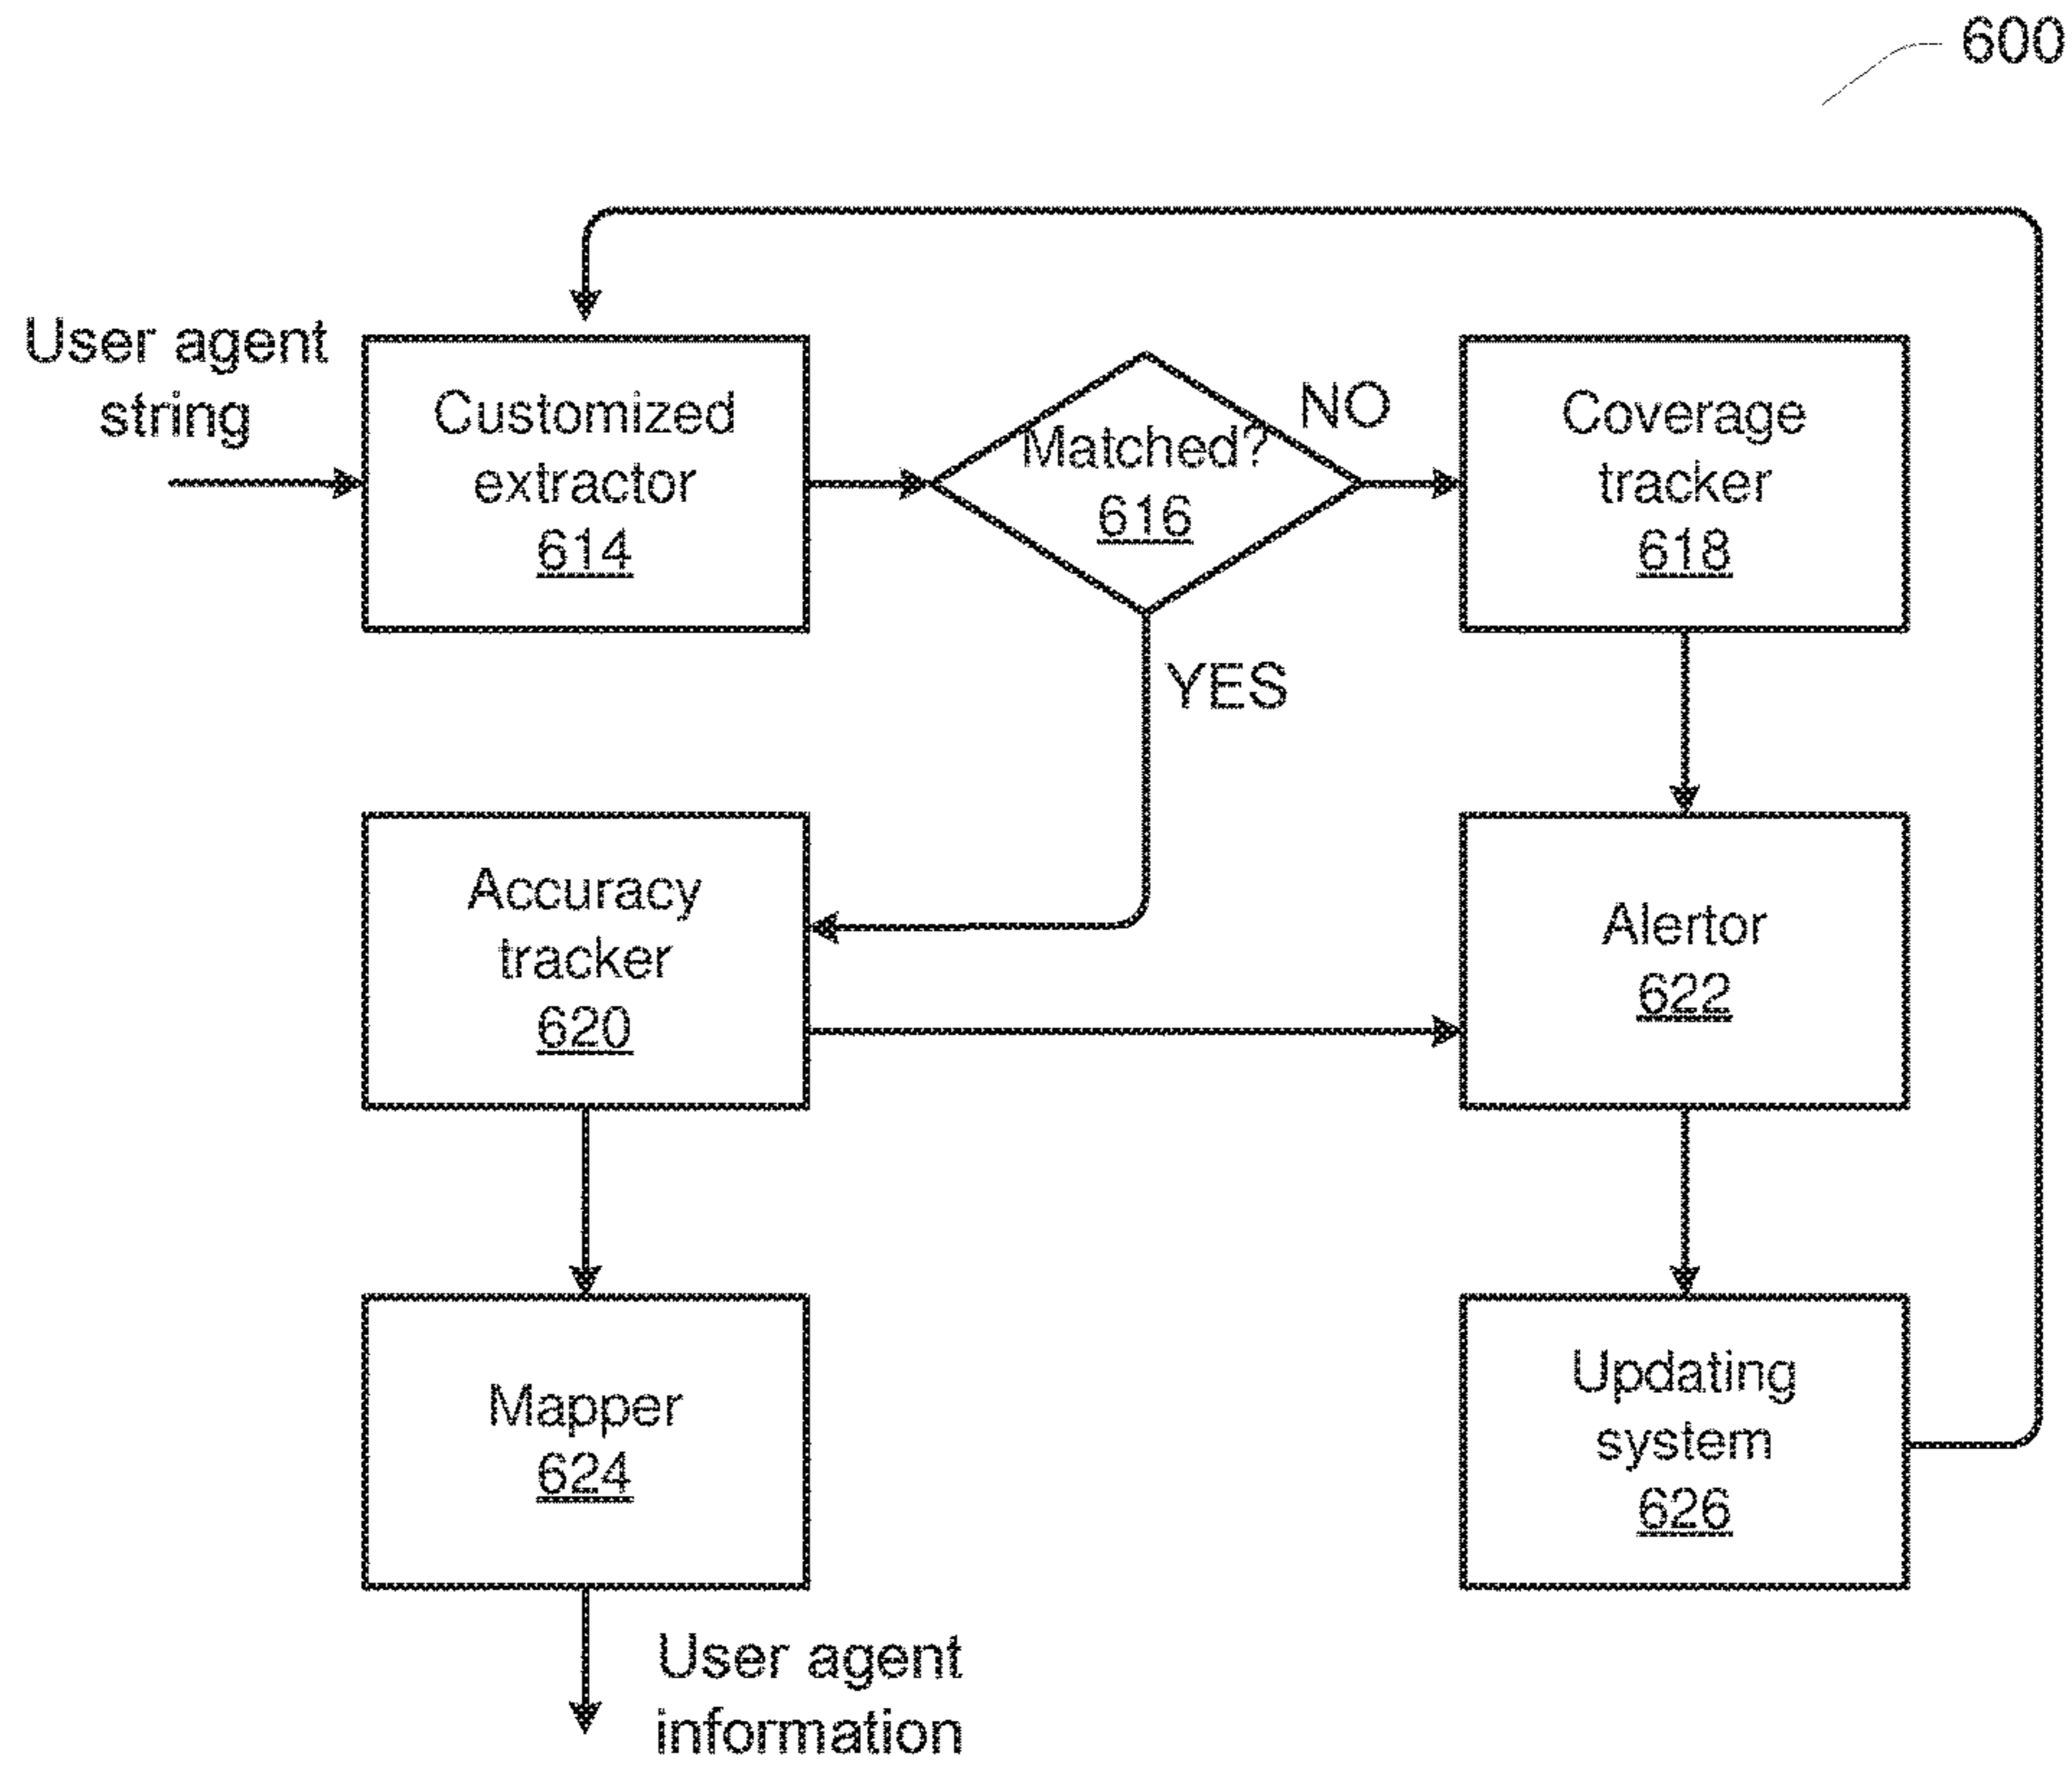 600
User agent
string
Customized
extractor
614
Matched?
616
NO
Coverage
tracker
618
YES
Accuracy
tracker
620
Alertor
622
Mapper
624
Updating
system
626
User agent
information